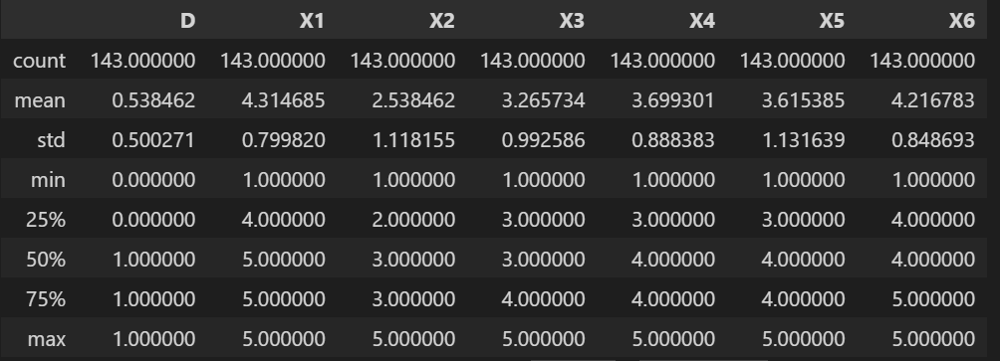 D X1 X2 X3 X4 X5 X6
count 143.000000 143.000000 143.000000 143.000000 143.000000 143.000000 143.000000
mean 0.538462 4.314685 2.538462 3.265734 3.699301 3.615385 4.216783
std 0.500271 0.799820 1.118155 0.992586 0.888383 1.131639 0.848693
min 0.000000 1.000000 1.000000 1.000000 1.000000 1.000000 1.000000
25% 0.000000 4.000000 2.000000 3.000000 3.000000 3.000000 4.000000
50% 1.000000 5.000000 3.000000 3.000000 4.000000 4.000000 4.000000
75% 1.000000 5.000000 3.000000 4.000000 4.000000 4.000000 5.000000
max 1.000000 5.000000 5.000000 5.000000 5.000000 5.000000 5.000000